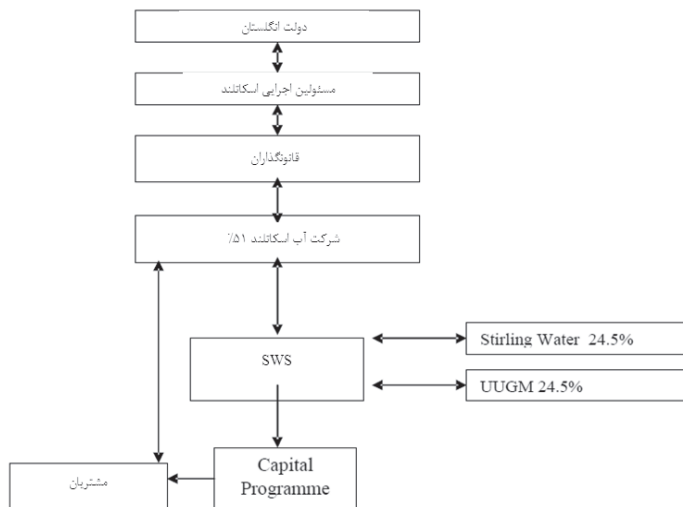 دولت انگلستان
مسئولین اجرایی اسکاتلند
قانونگذاران
شرکت آب اسکاتلند ۵۱٪
SWS
Stirling Water 24.5%
UUGM 24.5%
Capital
Programme
مشتریان